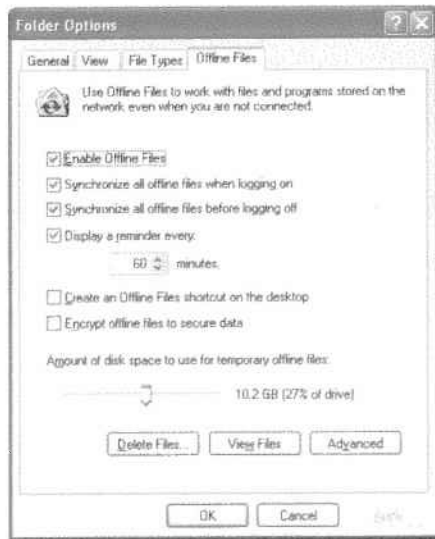 Folder Options
General View File Types Offline Files
Use Offline Files to work with files and programs stored on the
network even when you are not connected.
Enable Offline Files
Synchronize all offline files when logging on
Synchronize all offline files before logging off
Display a reminder every:
60 minutes.
Create an Offline Files shortcut on the desktop
Encrypt offline files to secure data
Amount of disk space to use for temporary offline files:
10.2 GB (27% of drive)
Delete Files... View Files Advanced
OK Cancel